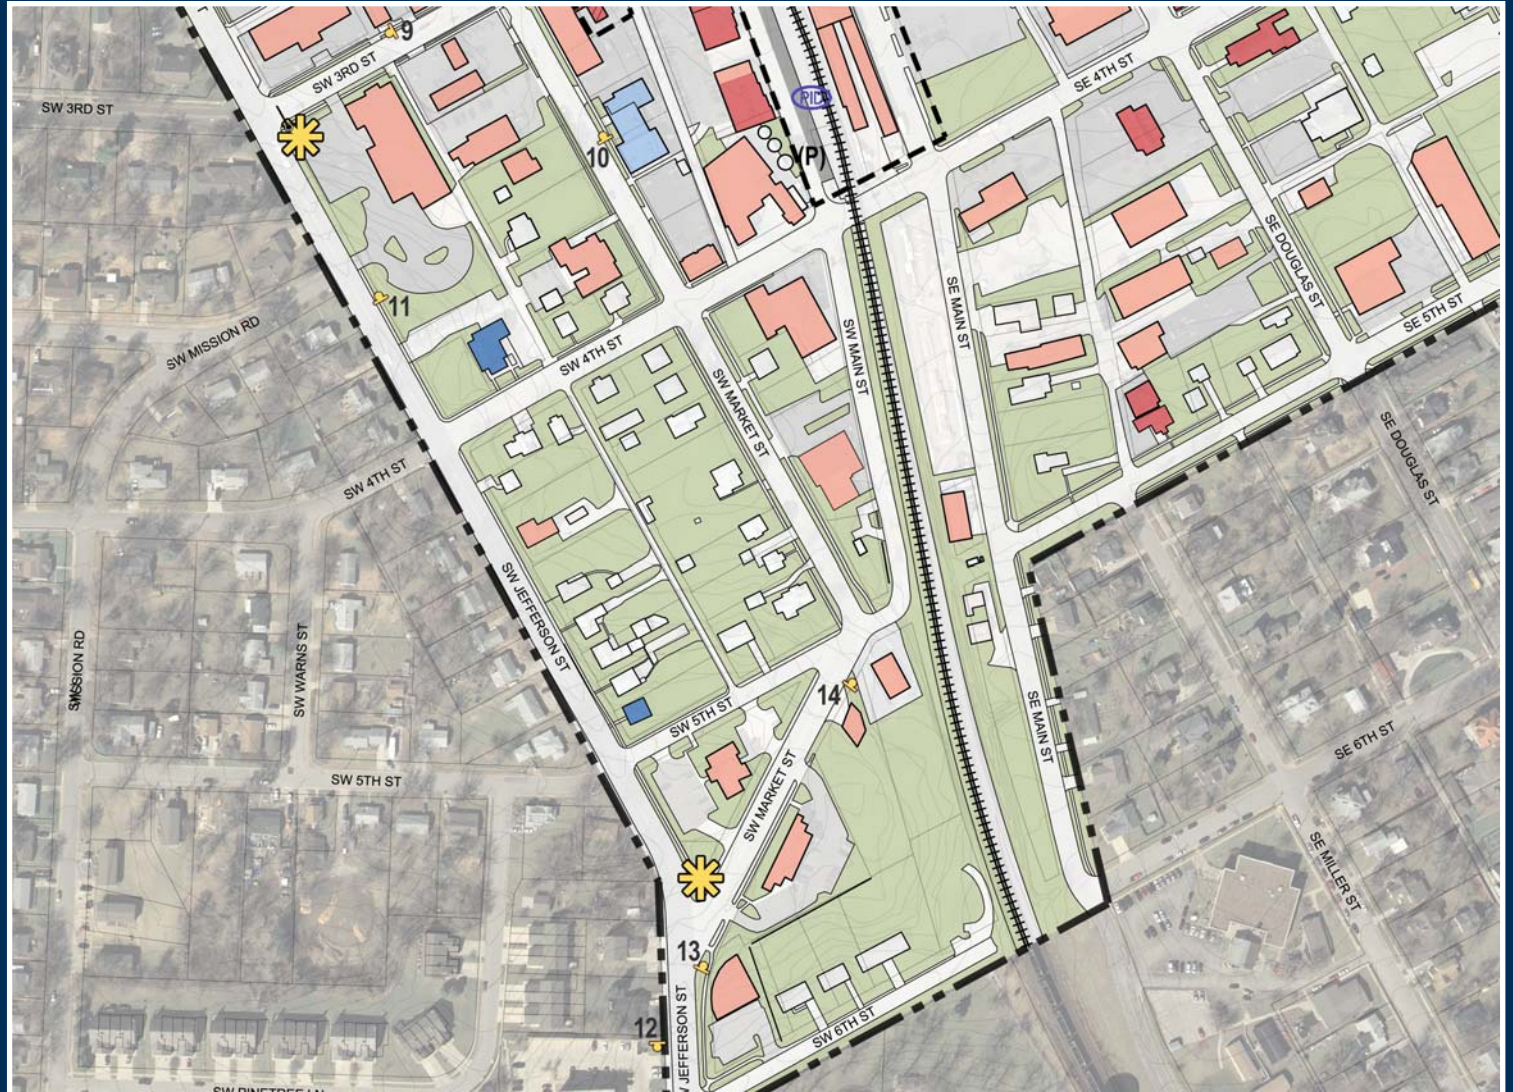 9
SW 3RD ST
SE 4TH ST
SW 3RD ST
10
(P)
SE DOUGLAS ST
11
SE MAIN ST
SE 5TH ST
SW MISSION RD
SW MAIN ST
SW 4TH ST
SW MARKET ST
SE DOUGLAS ST
SW 4TH ST
SW JEFFERSON ST
SW WARNS ST
MISSION RD
14
SW 5TH ST
SE MAIN ST
SE 6TH ST
SW 5TH ST
SW MARKET ST
SE MILLER ST
13
12
SW 6TH ST
JEFFERSON ST
SW PINETREE LN